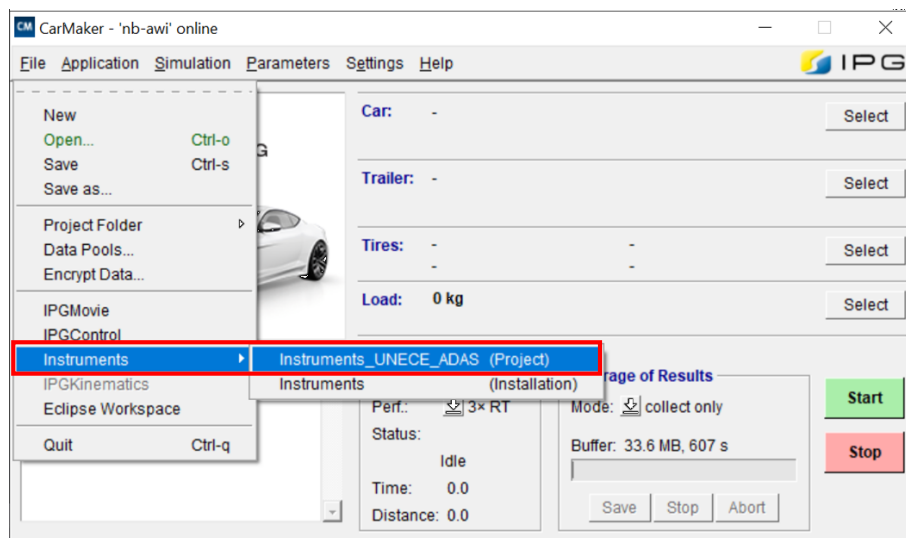 CM CarMaker - 'nb-awi' online
File Application Simulation Parameters Settings Help
IPG
New
Open... Ctrl-o
Save Ctrl-s
Save as...
Project Folder
Data Pools...
Encrypt Data...
IPGMovie
IPGControl
Instruments
IPGKinematics
Eclipse Workspace
Quit Ctrl-q
Instruments_UNECE_ADAS (Project)
Instruments (Installation)
G
Car: -
Select
Trailer: -
Select
Tires: - -
- -
Select
Load: 0 kg
Select
Perf.: 3× RT
Status:
Idle
Time: 0.0
Distance: 0.0
rage of Results
Mode: collect only
Buffer: 33.6 MB, 607 s
Save Stop Abort
Start
Stop